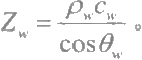 $Z_w = \frac{\rho_w c_w}{\cos\theta_w}$ 。